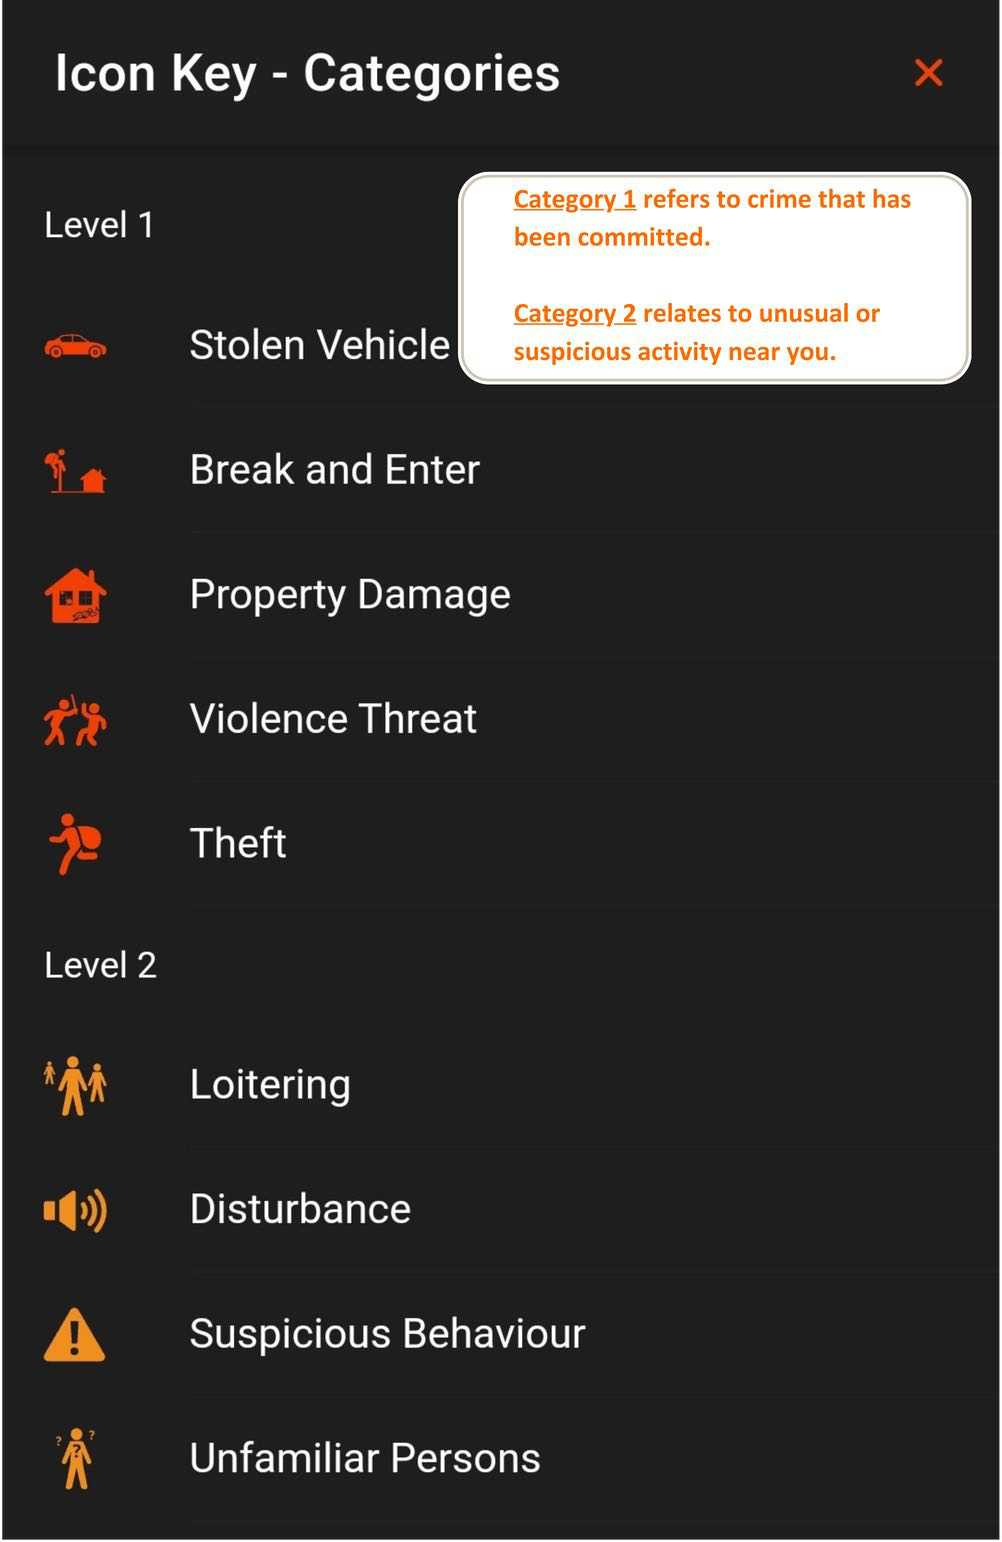 Icon Key - Categories
Level 1
Category 1 refers to crime that has
been committed.
Category 2 relates to unusual or
suspicious activity near you.
Stolen Vehicle
Break and Enter
Property Damage
Violence Threat
Theft
Level 2
Loitering
Disturbance
Suspicious Behaviour
Unfamiliar Persons